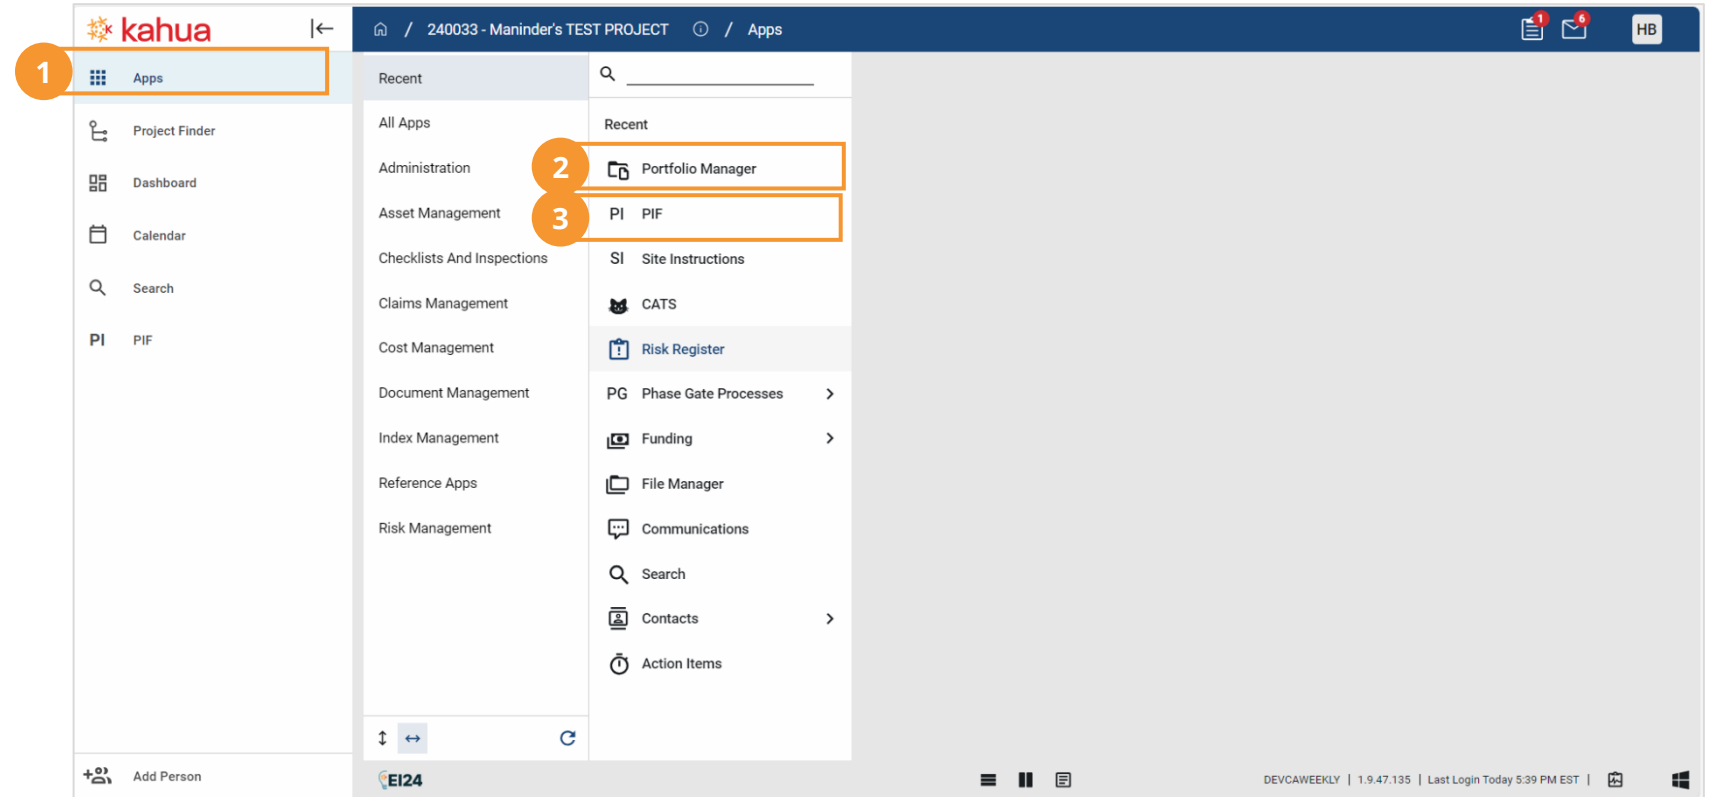 kahua
240033 - Maninder's TEST PROJECT / Apps
1
6
HB
1
Apps
Project Finder
Dashboard
Calendar
Search
PI PIF
Add Person
Recent
All Apps
Administration
Asset Management
Checklists And Inspections
Claims Management
Cost Management
Document Management
Index Management
Reference Apps
Risk Management
Recent
2
Portfolio Manager
3
PI PIF
SI Site Instructions
CATS
Risk Register
PG Phase Gate Processes
Funding
File Manager
Communications
Search
Contacts
Action Items
EI24
DEVCAWEEKLY | 1.9.47.135 | Last Login Today 5:39 PM EST |